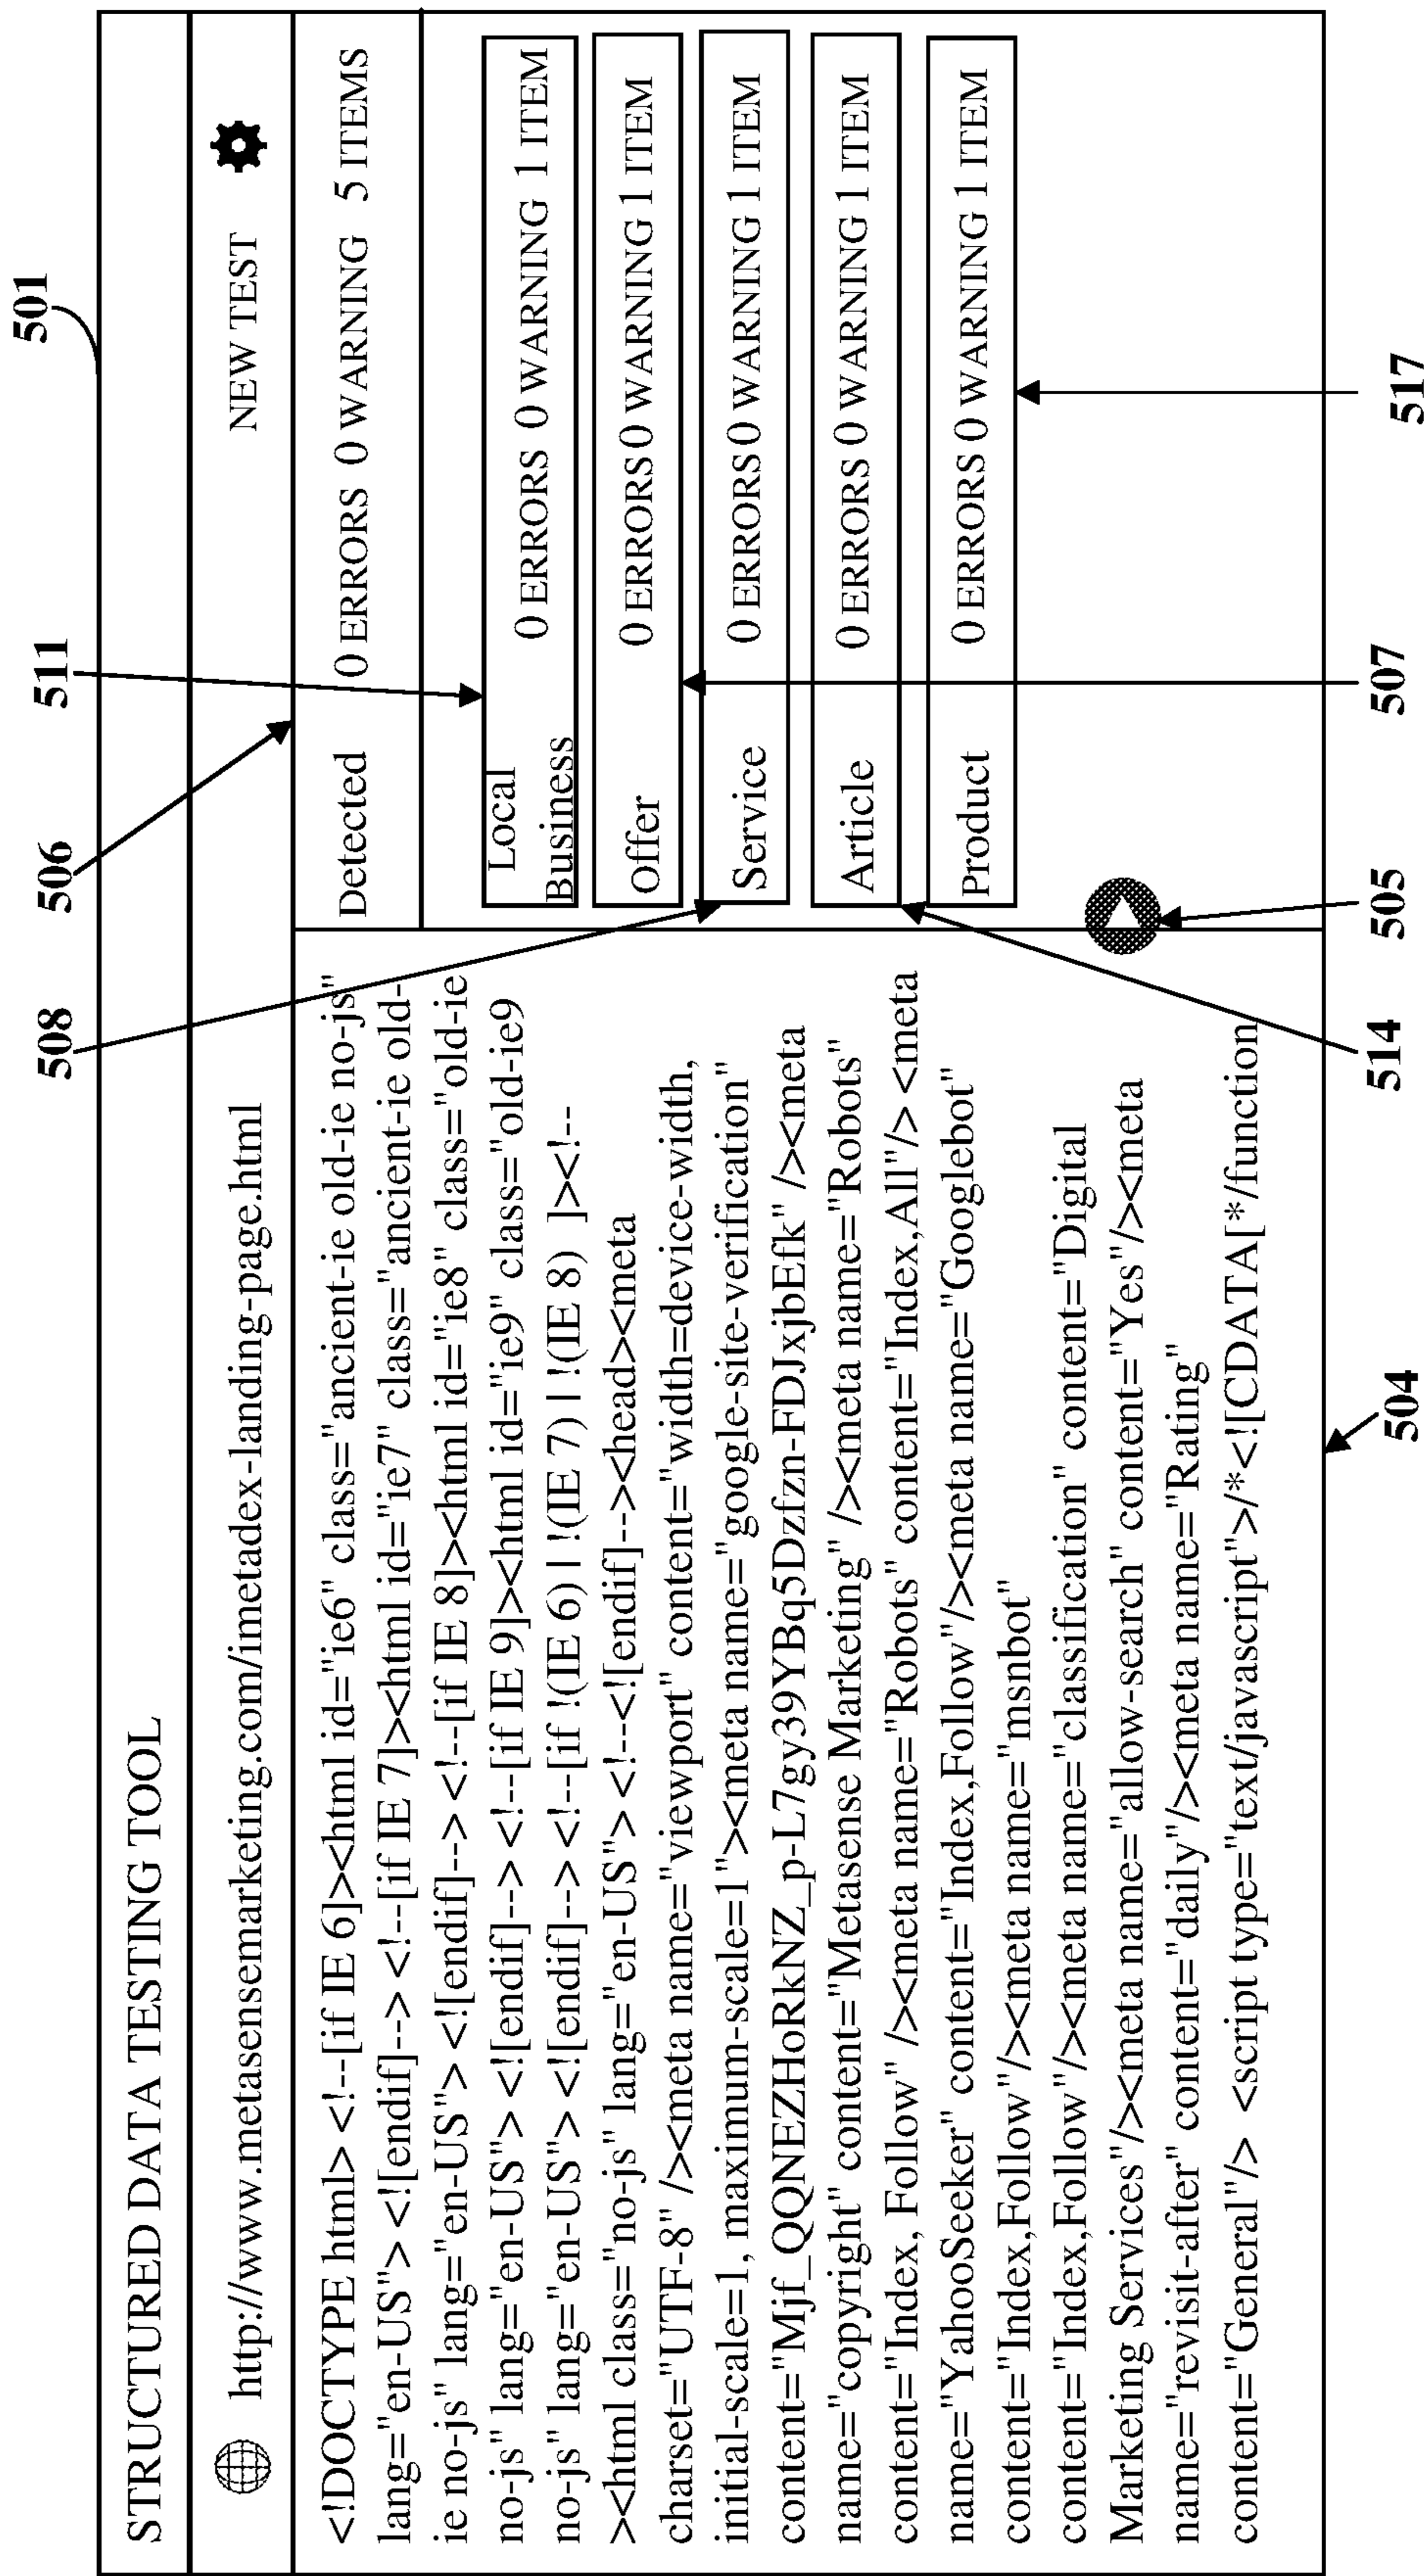 STRUCTURED DATA TESTING TOOL
http://www.metasensemarketing.com/imetadex-landing-page.html
NEW TEST
<!DOCTYPE html> <!--[if IE 6]><html id="ie6" class="ancient-ie old-ie no-js"
lang="en-US"> <![endif]--> <!--[if IE 7]><html id="ie7" class="ancient-ie old-
ie no-js" lang="en-US"> <![endif]--> <!--[if IE 8]><html id="ie8" class="old-ie
no-js" lang="en-US"> <![endif]--> <!--[if IE 9]><html id="ie9" class="old-ie9
no-js" lang="en-US"> <![endif]--> <!--[if !(IE 6) | !(IE 7) | !(IE 8) ]><!--
><html class="no-js" lang="en-US"> <!--<![endif]--><head><meta
charset="UTF-8" /><meta name="viewport" content="width=device-width,
initial-scale=1, maximum-scale=1"><meta name="google-site-verification"
content="Mjf_QQNEZHoRkNZ_p-L7gy39YBq5Dzfzn-FDJxjbEfk" /><meta
name="copyright" content="Metasense Marketing" /><meta name="Robots"
content="Index, Follow" /><meta name="Robots" content="Index,All"/> <meta
name="YahooSeeker" content="Index,Follow"/><meta name="Googlebot"
content="Index,Follow"/><meta name="msnbot"
content="Index,Follow"/><meta name="classification" content="Digital
Marketing Services"/><meta name="allow-search" content="Yes"/><meta
name="revisit-after" content="daily"/><meta name="Rating"
content="General"/> <script type="text/javascript">/*<![CDATA[*/function
Detected 0 ERRORS 0 WARNING 5 ITEMS
Local
Business 0 ERRORS 0 WARNING 1 ITEM
Offer 0 ERRORS 0 WARNING 1 ITEM
Service 0 ERRORS 0 WARNING 1 ITEM
Article 0 ERRORS 0 WARNING 1 ITEM
Product 0 ERRORS 0 WARNING 1 ITEM
508
506
511
501
504
514
505
507
517